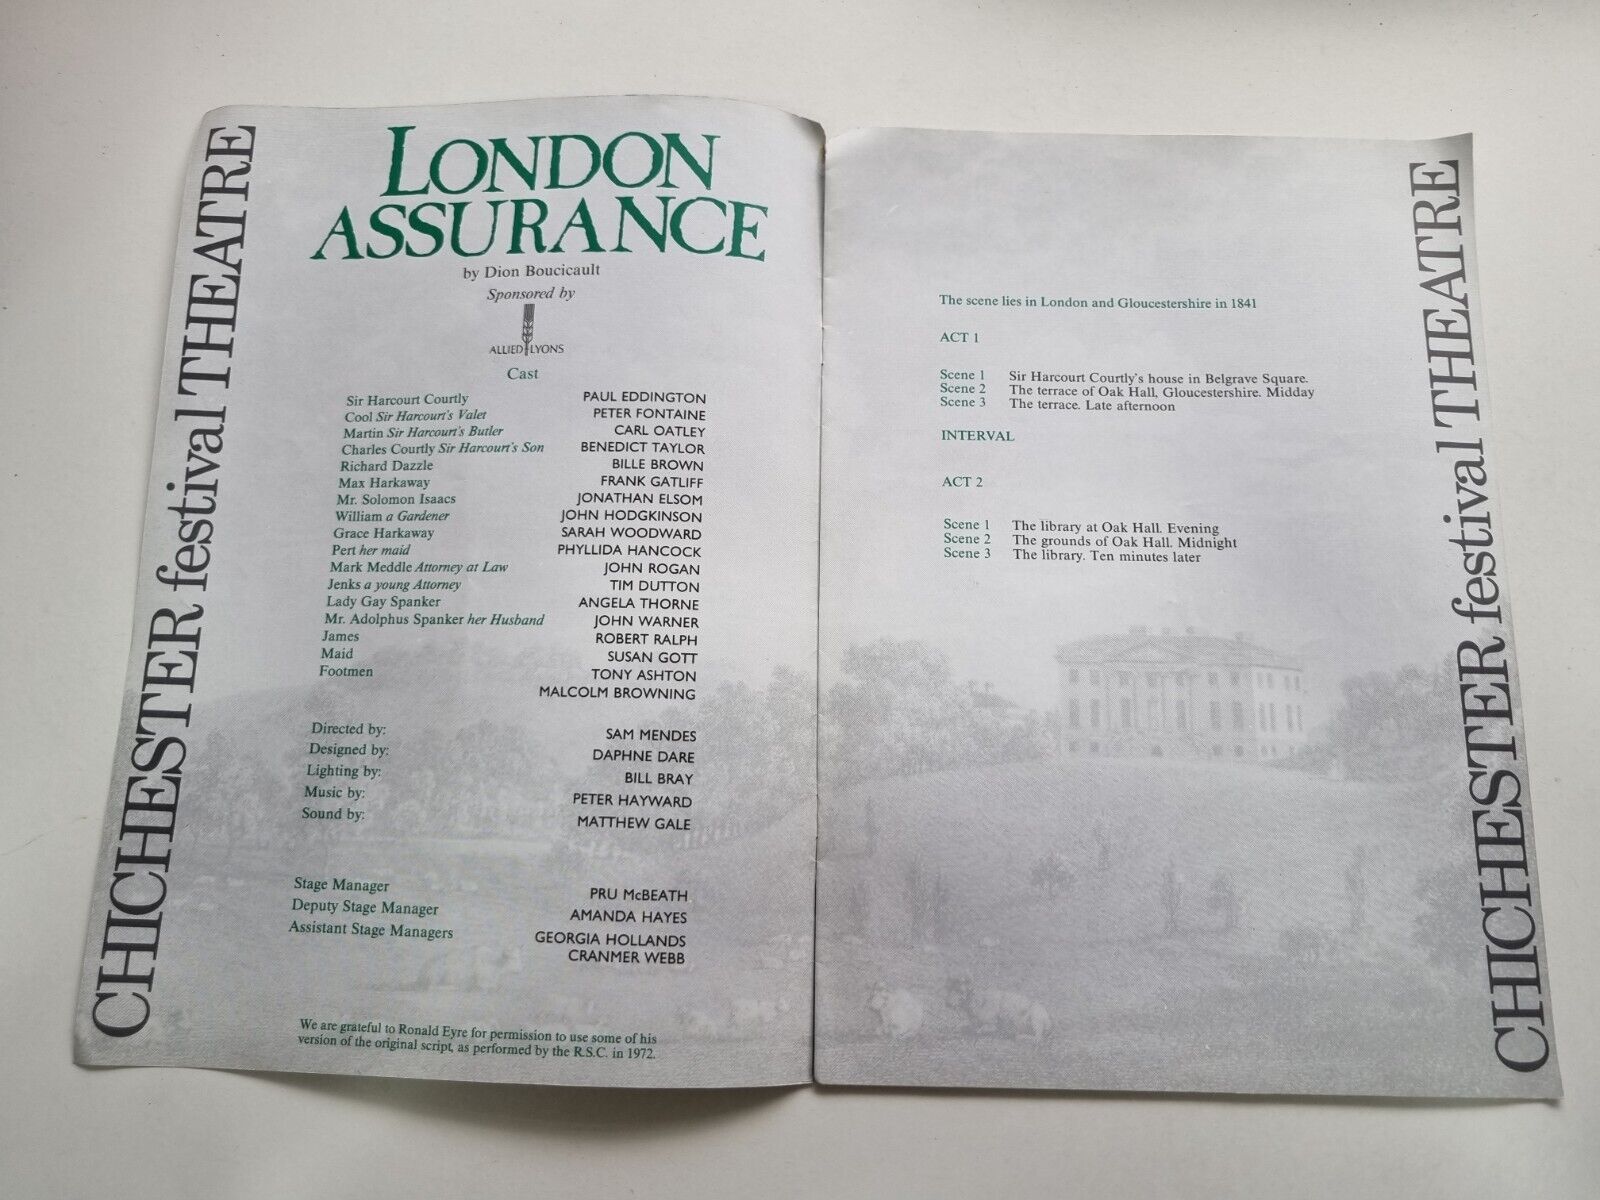 CHICHESTER festival THEATRE
LONDON
ASSURANCE
by Dion Boucicault
Sponsored by
ALLIED LYONS
Cast
Sir Harcourt Courtly PAUL EDDINGTON
Cool Sir Harcourt's Valet PETER FONTAINE
Martin Sir Harcourt's Butler CARL OATLEY
Charles Courtly Sir Harcourt's Son BENEDICT TAYLOR
Richard Dazzle BILLE BROWN
Max Harkaway FRANK GATLIFF
Mr. Solomon Isaacs JONATHAN ELSOM
William a Gardener JOHN HODGKINSON
Grace Harkaway SARAH WOODWARD
Pert her maid PHYLLIDA HANCOCK
Mark Meddle Attorney at Law JOHN ROGAN
Jenks a young Attorney TIM DUTTON
Lady Gay Spanker ANGELA THORNE
Mr. Adolphus Spanker her Husband JOHN WARNER
James ROBERT RALPH
Maid SUSAN GOTT
Footmen TONY ASHTON
MALCOLM BROWNING
Directed by: SAM MENDES
Designed by: DAPHNE DARE
Lighting by: BILL BRAY
Music by: PETER HAYWARD
Sound by: MATTHEW GALE
Stage Manager PRU McBEATH
Deputy Stage Manager AMANDA HAYES
Assistant Stage Managers GEORGIA HOLLANDS
CRANMER WEBB
We are grateful to Ronald Eyre for permission to use some of his
version of the original script, as performed by the R.S.C. in 1972.
The scene lies in London and Gloucestershire in 1841
ACT 1
Scene 1 Sir Harcourt Courtly's house in Belgrave Square.
Scene 2 The terrace of Oak Hall, Gloucestershire. Midday
Scene 3 The terrace. Late afternoon
INTERVAL
ACT 2
Scene 1 The library at Oak Hall. Evening
Scene 2 The grounds of Oak Hall. Midnight
Scene 3 The library. Ten minutes later
CHICHESTER festival THEATRE